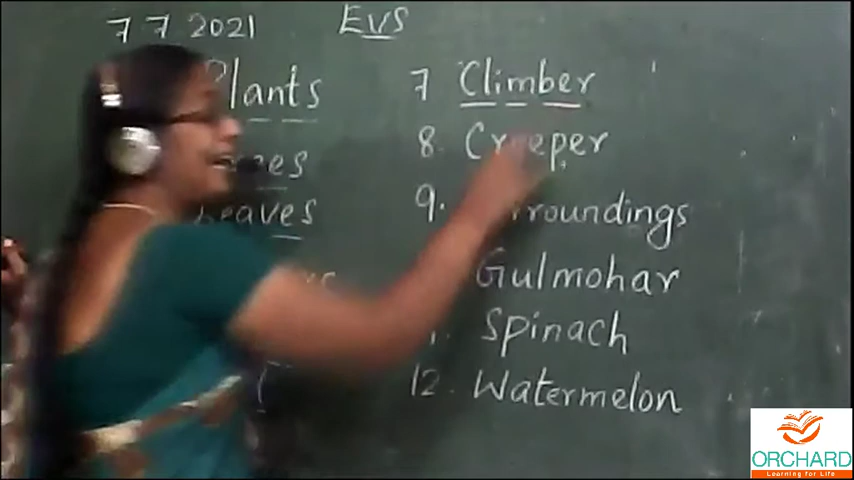 7 7 2021 EVS
Plants
Leaves
7 Climber
8. Creeper
9. Surroundings
Gulmohar
Spinach
12. Watermelon
ORCHARD
Learning for Life